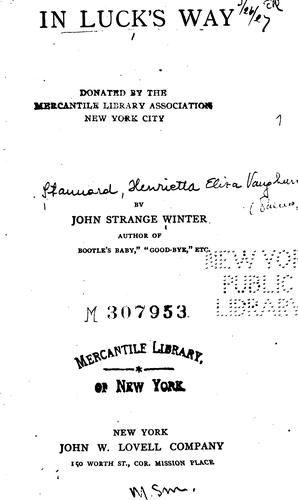 IN LUCK'S WAY
DONATED BY THE
MERCANTILE LIBRARY ASSOCIATION
NEW YORK CITY
Stannard, Henrietta Eliza Vaughan
BY
JOHN STRANGE WINTER
AUTHOR OF
BOOTLE'S BABY," "GOOD-BYE," ETC.
NEW YOR
PUBLIC
LIBRARY
M 307953.
MERCANTILE LIBRARY,
OF NEW YORK.
NEW YORK
JOHN W. LOVELL COMPANY
150 WORTH ST., COR. MISSION PLACE